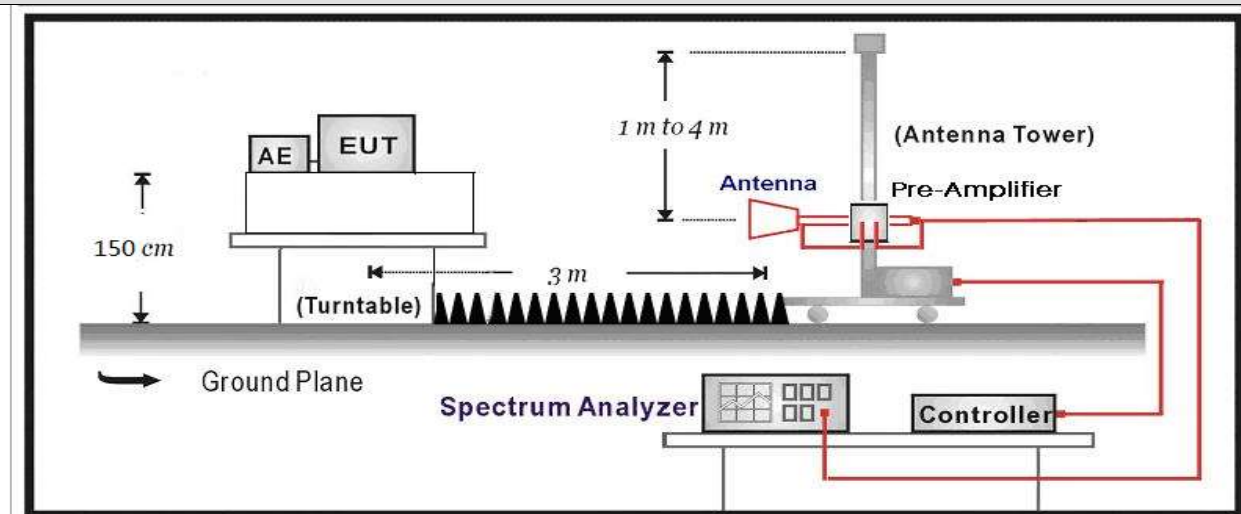 1 m to 4 m
(Antenna Tower)
AE
EUT
Antenna
Pre-Amplifier
150 cm
3 m
(Turntable)
Ground Plane
Spectrum Analyzer
Controller